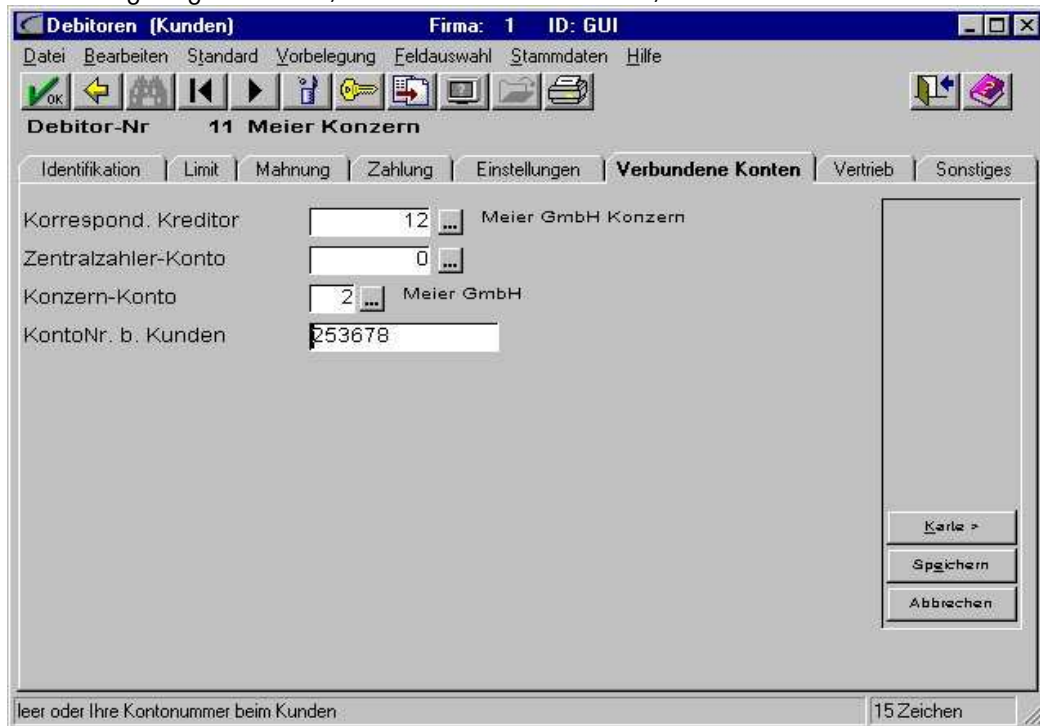 Debitoren (Kunden) Firma: 1 ID: GUI
Datei Bearbeiten Standard Vorbelegung Feldauswahl Stammdaten Hilfe
OK
Debitor-Nr 11 Meier Konzern
Identifikation Limit Mahnung Zahlung Einstellungen Verbundene Konten Vertrieb Sonstiges
Korrespond. Kreditor 12 ... Meier GmbH Konzern
Zentralzahler-Konto 0 ...
Konzern-Konto 2 ... Meier GmbH
KontoNr. b. Kunden 253678
Karte >
Speichern
Abbrechen
leer oder Ihre Kontonummer beim Kunden 15 Zeichen